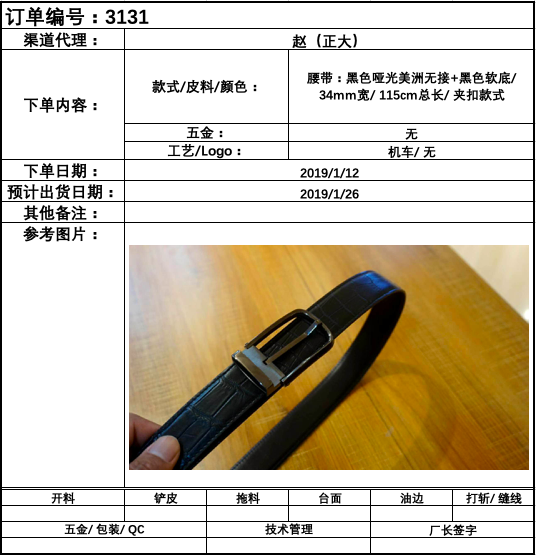 订单编号：3131
渠道代理：
赵（正大）
下单内容：
款式/皮料/颜色：
腰带：黑色哑光美洲无接+黑色软底/
34mm宽/ 115cm总长/ 夹扣款式
五金：
无
工艺/Logo：
机车/ 无
下单日期：
2019/1/12
预计出货日期：
2019/1/26
其他备注：
参考图片：
开料
铲皮
拖料
台面
油边
打斩/ 缝线
五金/ 包装/ QC
技术管理
厂长签字